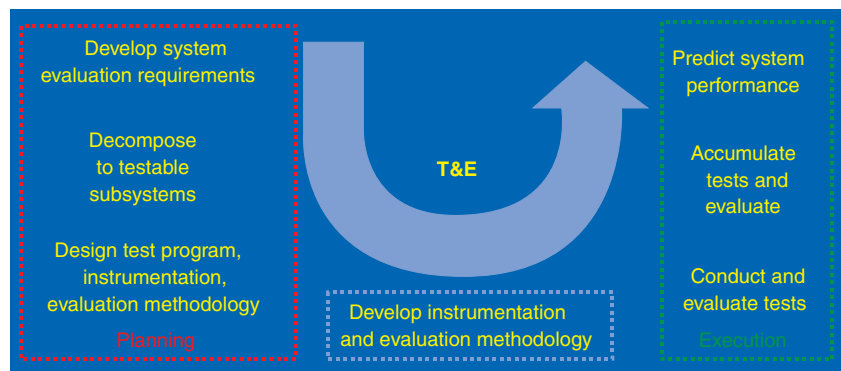 Develop system
evaluation requirements
Decompose
to testable
subsystems
Design test program,
instrumentation,
evaluation methodology
Planning
T&E
Develop instrumentation
and evaluation methodology
Predict system
performance
Accumulate
tests and
evaluate
Conduct and
evaluate tests
Execution